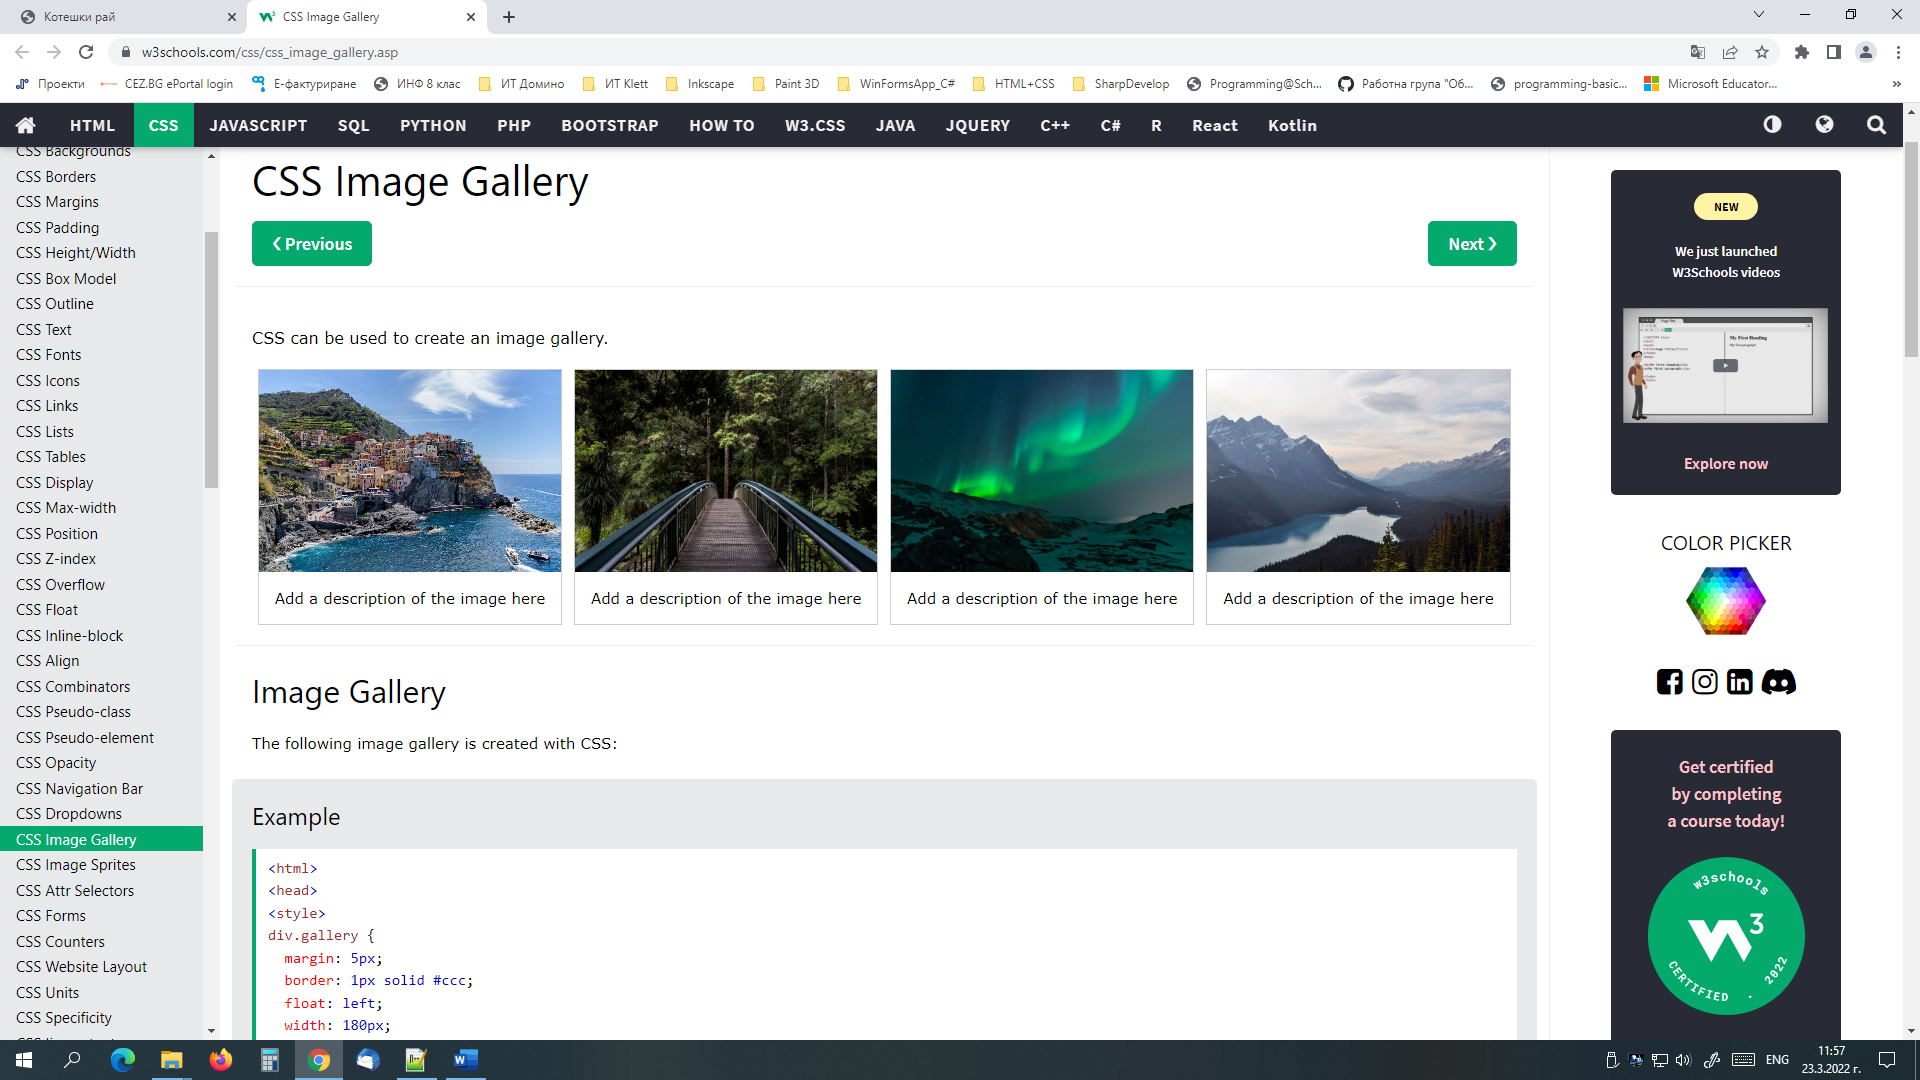 Котешки рай
CSS Image Gallery
w3schools.com/css/css_image_gallery.asp
Проекти
CEZ.BG ePortal login
Е-фактуриране
ИНФ 8 клас
ИТ Домино
ИТ Klett
Inkscape
Paint 3D
WinFormsApp_C#
HTML+CSS
SharpDevelop
Programming@Sch...
Работна група "Об...
programming-basic...
Microsoft Educator...
»
HTML
CSS
JAVASCRIPT
SQL
PYTHON
PHP
BOOTSTRAP
HOW TO
W3.CSS
JAVA
JQUERY
C++
C#
R
React
Kotlin
CSS Backgrounds
CSS Borders
CSS Margins
CSS Padding
CSS Height/Width
CSS Box Model
CSS Outline
CSS Text
CSS Fonts
CSS Icons
CSS Links
CSS Lists
CSS Tables
CSS Display
CSS Max-width
CSS Position
CSS Z-index
CSS Overflow
CSS Float
CSS Inline-block
CSS Align
CSS Combinators
CSS Pseudo-class
CSS Pseudo-element
CSS Opacity
CSS Navigation Bar
CSS Dropdowns
CSS Image Gallery
CSS Image Sprites
CSS Attr Selectors
CSS Forms
CSS Counters
CSS Website Layout
CSS Units
CSS Specificity
CSS Image Gallery
❮ Previous
Next ❯
CSS can be used to create an image gallery.
Add a description of the image here
Add a description of the image here
Add a description of the image here
Add a description of the image here
Image Gallery
The following image gallery is created with CSS:
Example
<html>
<head>
<style>
div.gallery {
margin: 5px;
border: 1px solid #ccc;
float: left;
width: 180px;
NEW
We just launched
W3Schools videos
My First Heading
Explore now
COLOR PICKER
Get certified
by completing
a course today!
w3schools
W3
CERTIFIED . 2022
ENG
11:57
23.3.2022 г.